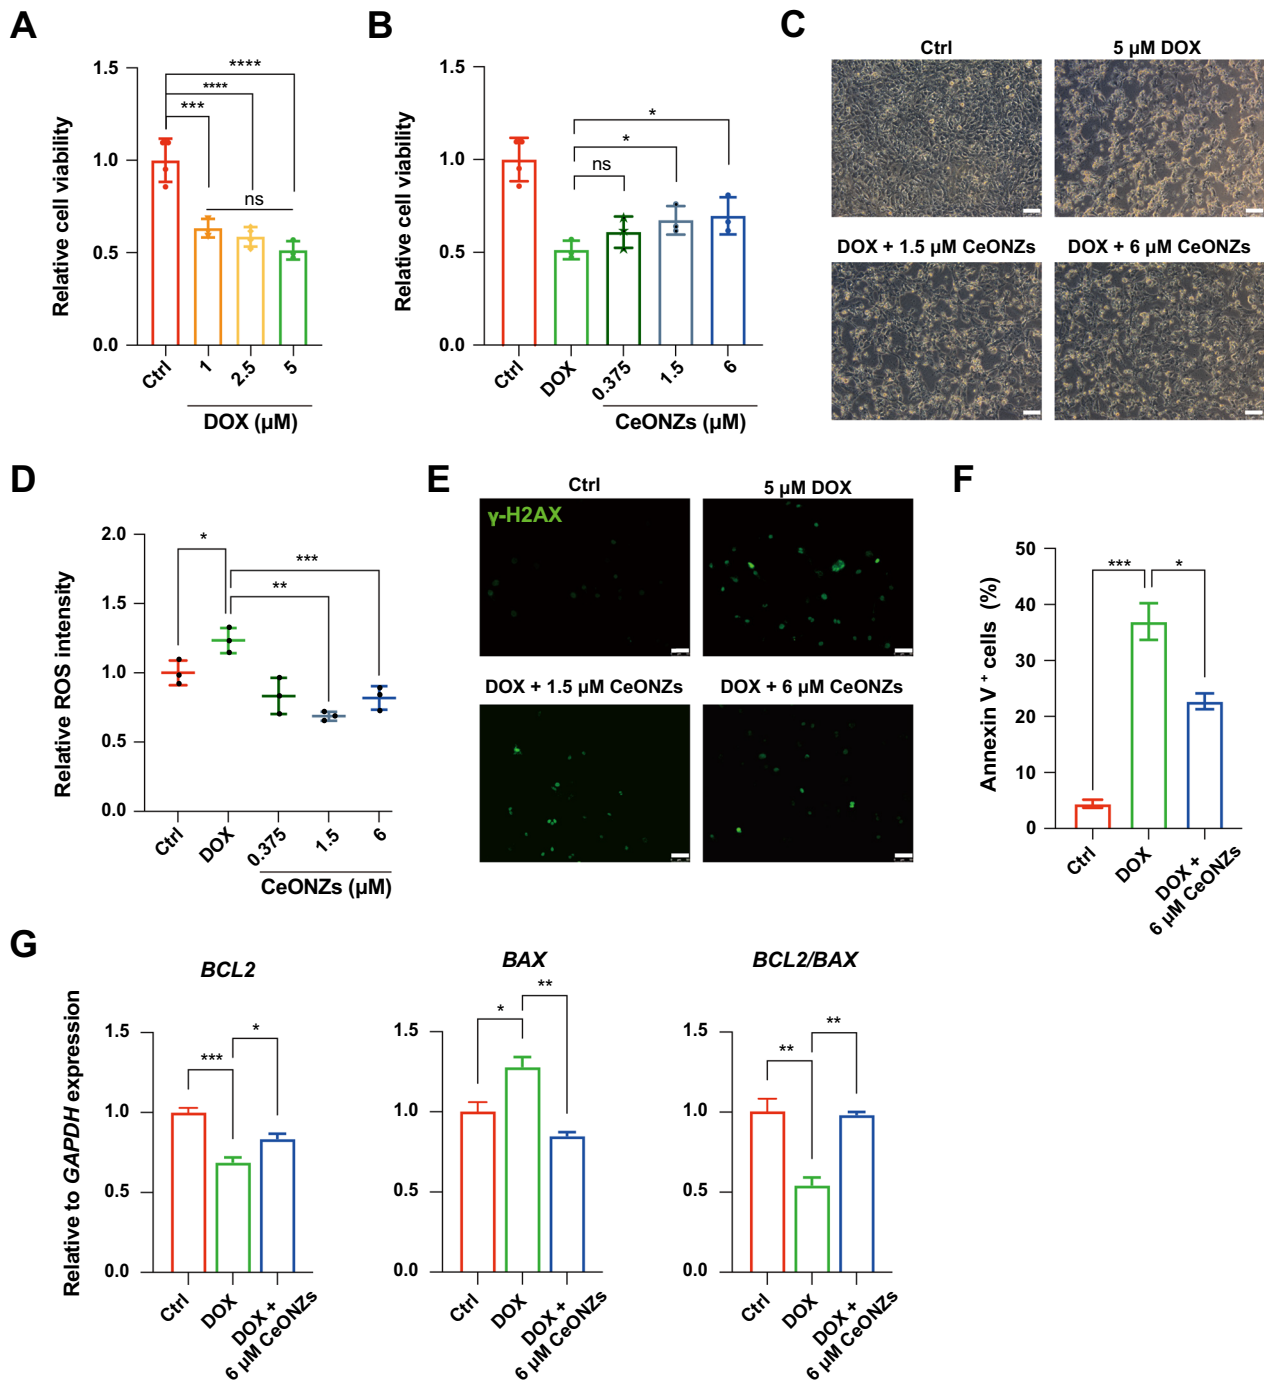 A
Relative cell viability
1.5
1.0
0.5
0.0
****
****
***
ns
Ctrl
1
2.5
5
DOX (µM)
B
Relative cell viability
1.5
1.0
0.5
0.0
*
*
ns
Ctrl
DOX
0.375
1.5
6
CeONZs (µM)
C
Ctrl
5 µM DOX
DOX + 1.5 µM CeONZs
DOX + 6 µM CeONZs
D
Relative ROS intensity
2.0
1.5
1.0
0.5
0.0
*
***
**
Ctrl
DOX
0.375
1.5
6
CeONZs (µM)
E
Ctrl
5 µM DOX
γ-H2AX
DOX + 1.5 µM CeONZs
DOX + 6 µM CeONZs
F
Annexin V + cells (%)
50
40
30
20
10
0
***
*
Ctrl
DOX
DOX +
6 µM CeONZs
G
Relative to GAPDH expression
BCL2
1.5
1.0
0.5
0.0
***
*
Ctrl
DOX
DOX +
6 µM CeONZs
BAX
1.5
1.0
0.5
0.0
*
**
Ctrl
DOX
DOX +
6 µM CeONZs
BCL2/BAX
1.5
1.0
0.5
0.0
**
**
Ctrl
DOX
DOX +
6 µM CeONZs